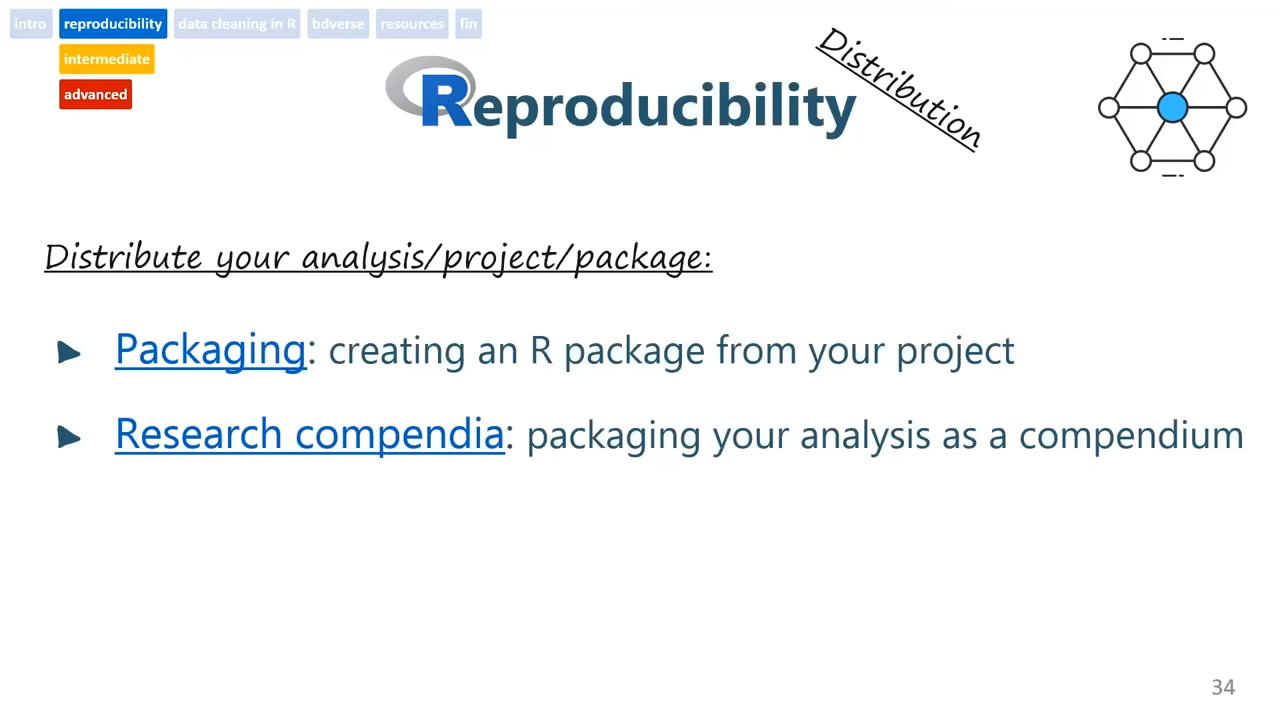 intro reproducibility data cleaning in R bdverse resources fin
intermediate
advanced
Reproducibility
Distribution
Distribute your analysis/project/package:
Packaging: creating an R package from your project
Research compendia: packaging your analysis as a compendium
34